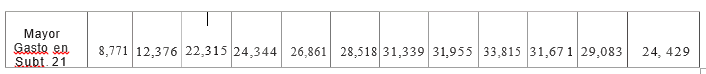 Mayor
Gasto en
Subt. 21
8,771 12,376 22,315 24,344 26,861 28,518 31,339 31,955 33,815 31,67 1 29,083 24, 429